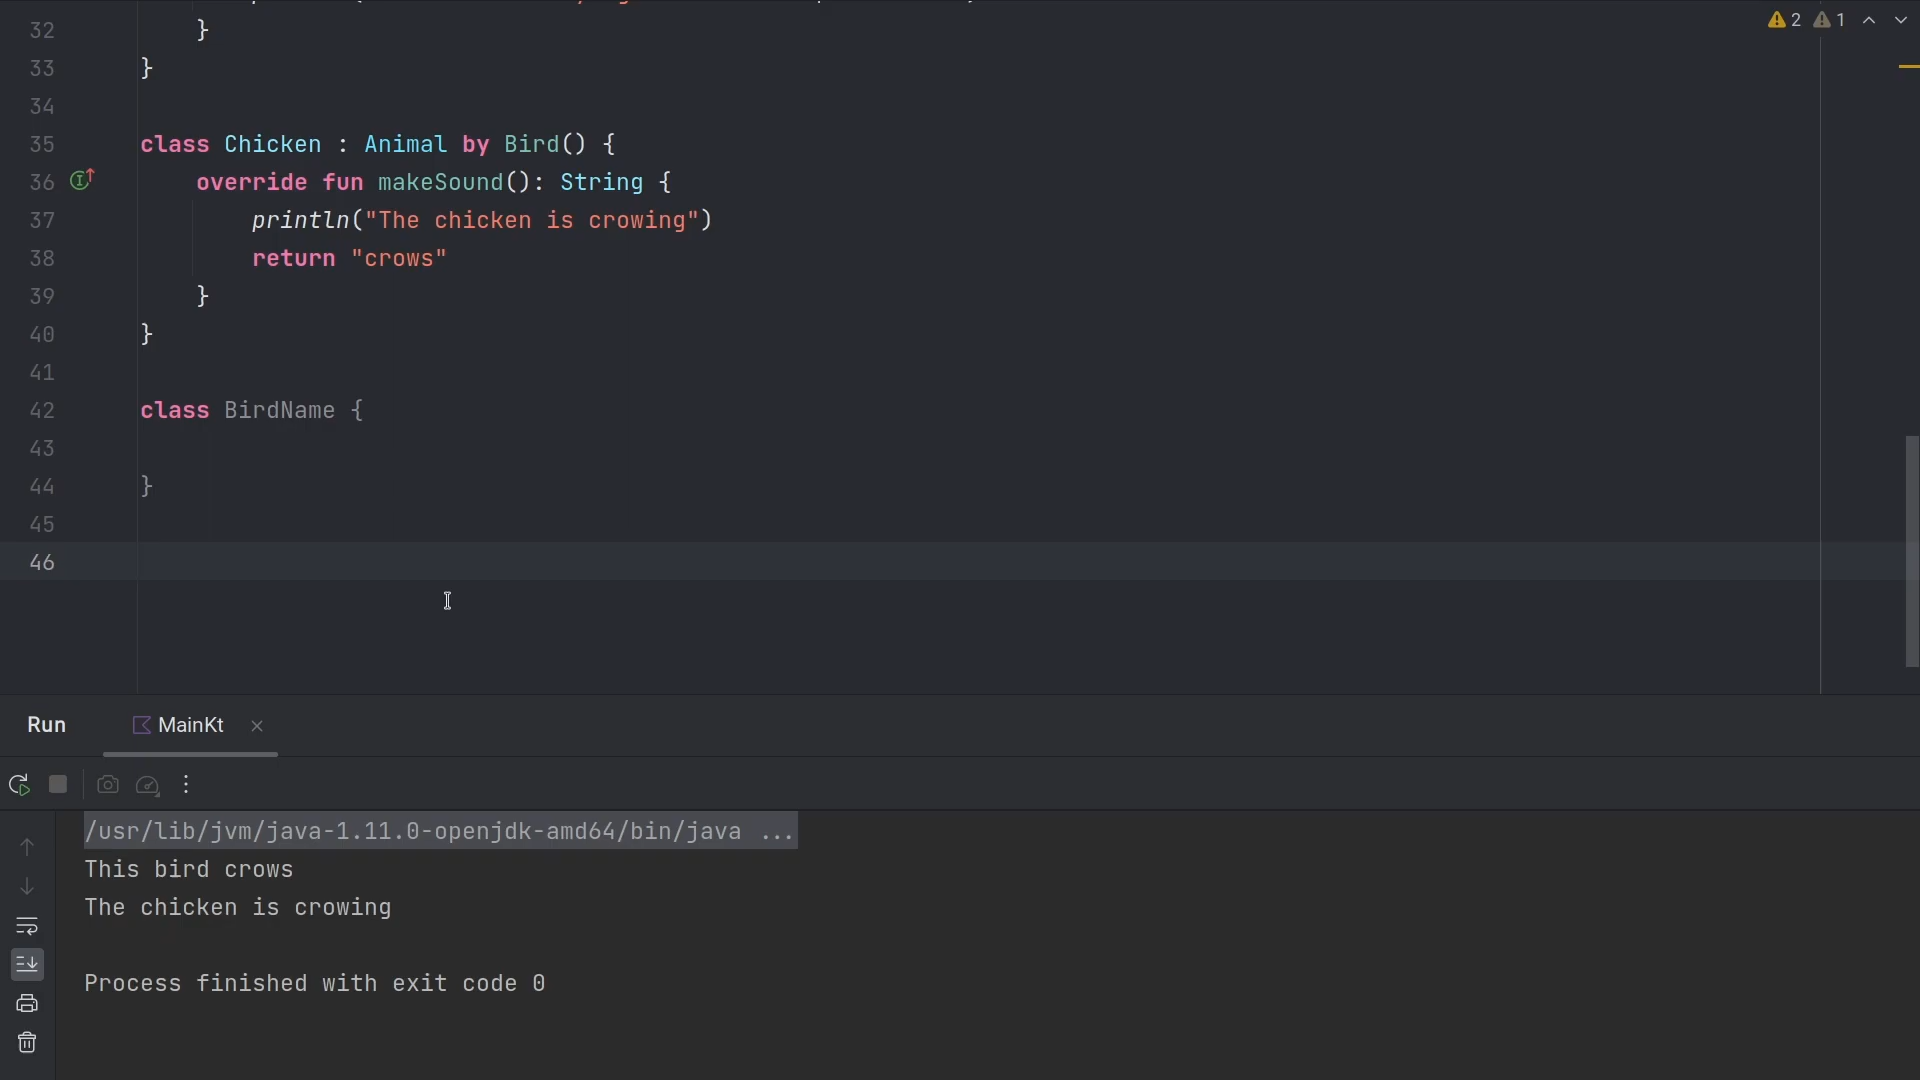 32 }
33 }
34
35 class Chicken : Animal by Bird() {
36 override fun makeSound(): String {
37 println("The chicken is crowing")
38 return "crows"
39 }
40 }
41
42 class BirdName {
43
44 }
45
46
2 1
Run MainKt
/usr/lib/jvm/java-1.11.0-openjdk-amd64/bin/java ...
This bird crows
The chicken is crowing
Process finished with exit code 0